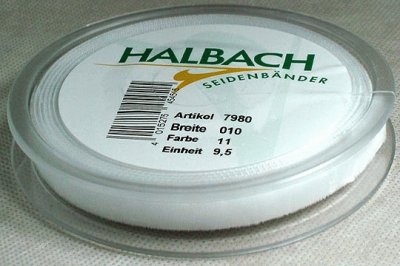 HALBACH
SEIDENBÄNDER
Artikel 7980
Breite 010
Farbe 11
Einheit 9,5